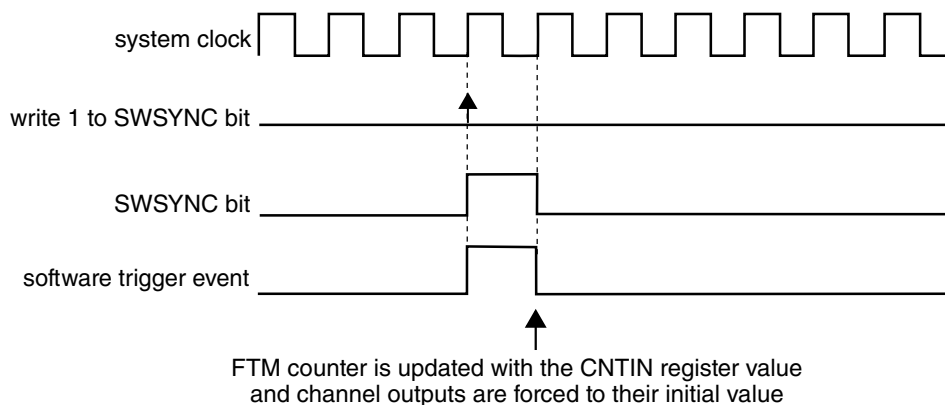 system clock
write 1 to SWSYNC bit
SWSYNC bit
software trigger event
FTM counter is updated with the CNTIN register value
and channel outputs are forced to their initial value